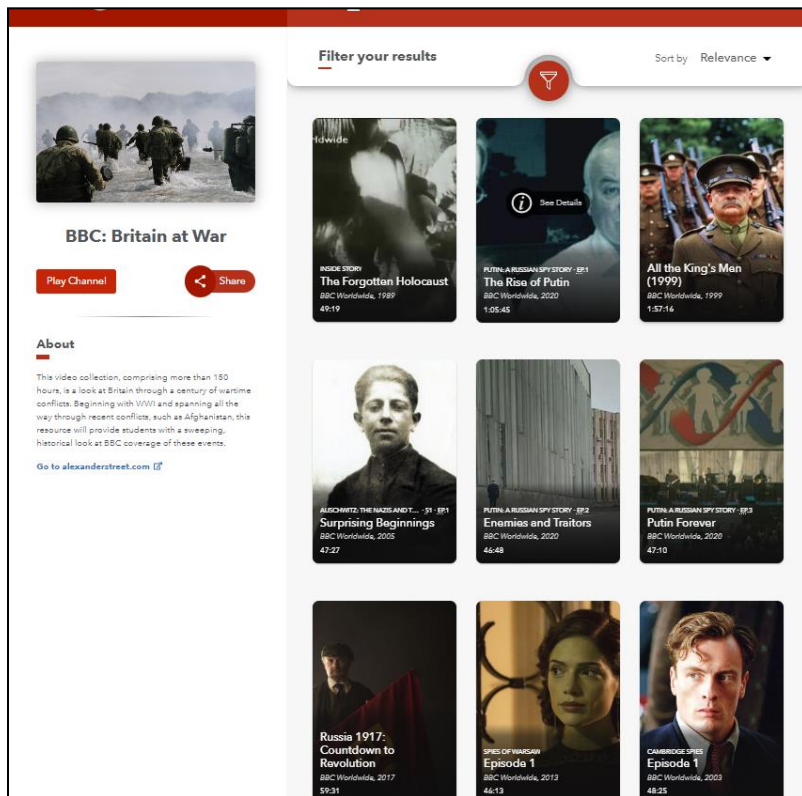 Filter your results
Sort by Relevance
BBC: Britain at War
Play Channel
Share
About
This video collection, comprising more than 150
hours, is a look at Britain through a century of wartime
conflicts. Beginning with WWI and spanning all the
way through recent conflicts, such as Afghanistan, this
resource will provide students with a sweeping,
historical look at BBC coverage of these events.
Go to alexanderstreet.com
ldwide
INSIDE STORY
The Forgotten Holocaust
BBC Worldwide, 1989
49:19
i See Details
PUTIN: A RUSSIAN SPY STORY - EP.1
The Rise of Putin
BBC Worldwide, 2020
1:05:45
All the King's Men
(1999)
BBC Worldwide, 1999
1:57:16
AUSCHWITZ: THE NAZIS AND T... - S1 - EP.1
Surprising Beginnings
BBC Worldwide, 2005
47:27
PUTIN: A RUSSIAN SPY STORY - EP.2
Enemies and Traitors
BBC Worldwide, 2020
46:48
PUTIN: A RUSSIAN SPY STORY - EP.3
Putin Forever
BBC Worldwide, 2020
47:10
Russia 1917:
Countdown to
Revolution
BBC Worldwide, 2017
59:31
SPIES OF WARSAW
Episode 1
BBC Worldwide, 2013
46:13
CAMBRIDGE SPIES
Episode 1
BBC Worldwide, 2003
48:25